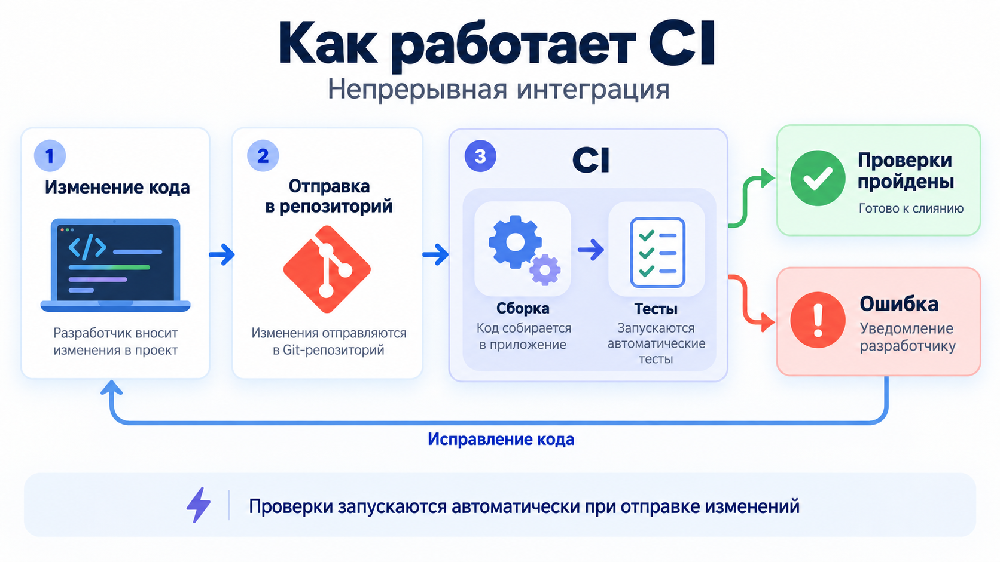 Как работает CI
Непрерывная интеграция
1
Изменение кода
</>
Разработчик вносит
изменения в проект
2
Отправка
в репозиторий
Изменения отправляются
в Git-репозиторий
3
CI
Сборка
Код собирается
в приложение
Тесты
Запускаются
автоматические
тесты
Проверки
пройдены
Готово к слиянию
Ошибка
Уведомление
разработчику
Исправление кода
Проверки запускаются автоматически при отправке изменений